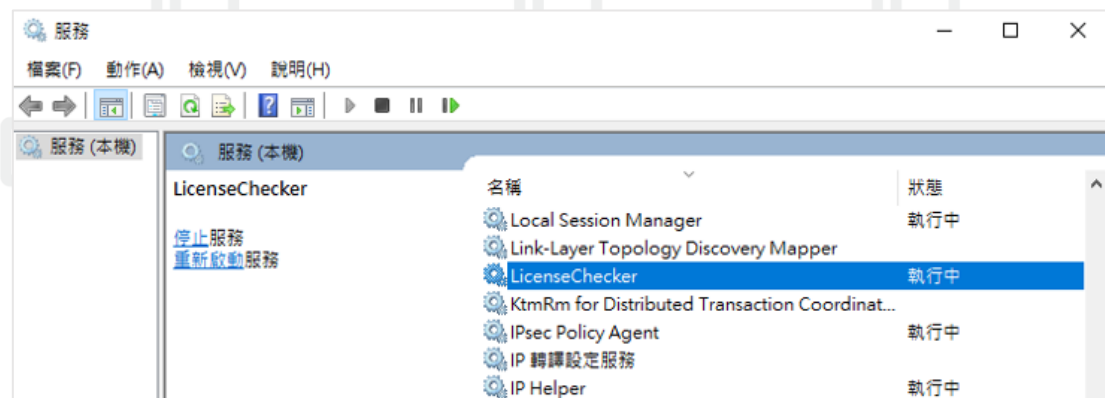 服務
檔案(F) 動作(A) 檢視(V) 說明(H)
服務 (本機)
服務 (本機)
LicenseChecker
停止服務
重新啟動服務
名稱 狀態
Local Session Manager 執行中
Link-Layer Topology Discovery Mapper
LicenseChecker 執行中
KtmRm for Distributed Transaction Coordinat...
IPsec Policy Agent 執行中
IP 轉譯設定服務
IP Helper 執行中